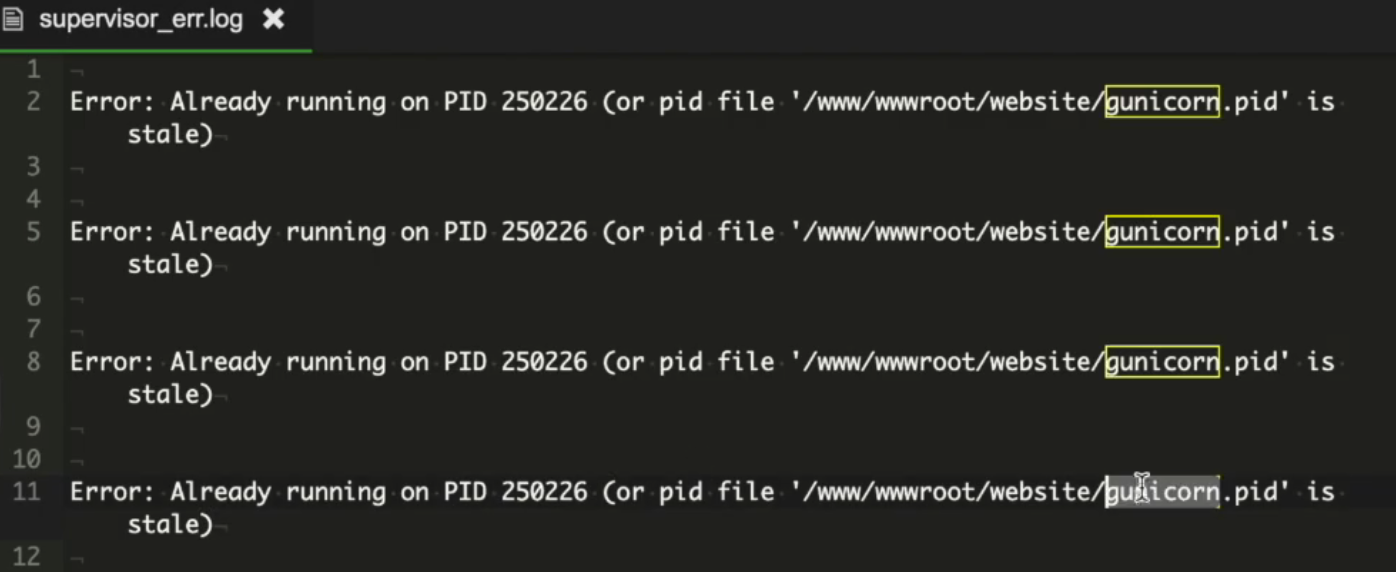 supervisor_err.log ✖
1
2 Error: Already running on PID 250226 (or pid file '/www/wwwroot/website/gunicorn.pid' is
stale)
3
4
5 Error: Already running on PID 250226 (or pid file '/www/wwwroot/website/gunicorn.pid' is
stale)
6
7
8 Error: Already running on PID 250226 (or pid file '/www/wwwroot/website/gunicorn.pid' is
stale)
9
10
11 Error: Already running on PID 250226 (or pid file '/www/wwwroot/website/gunicorn.pid' is
stale)
12